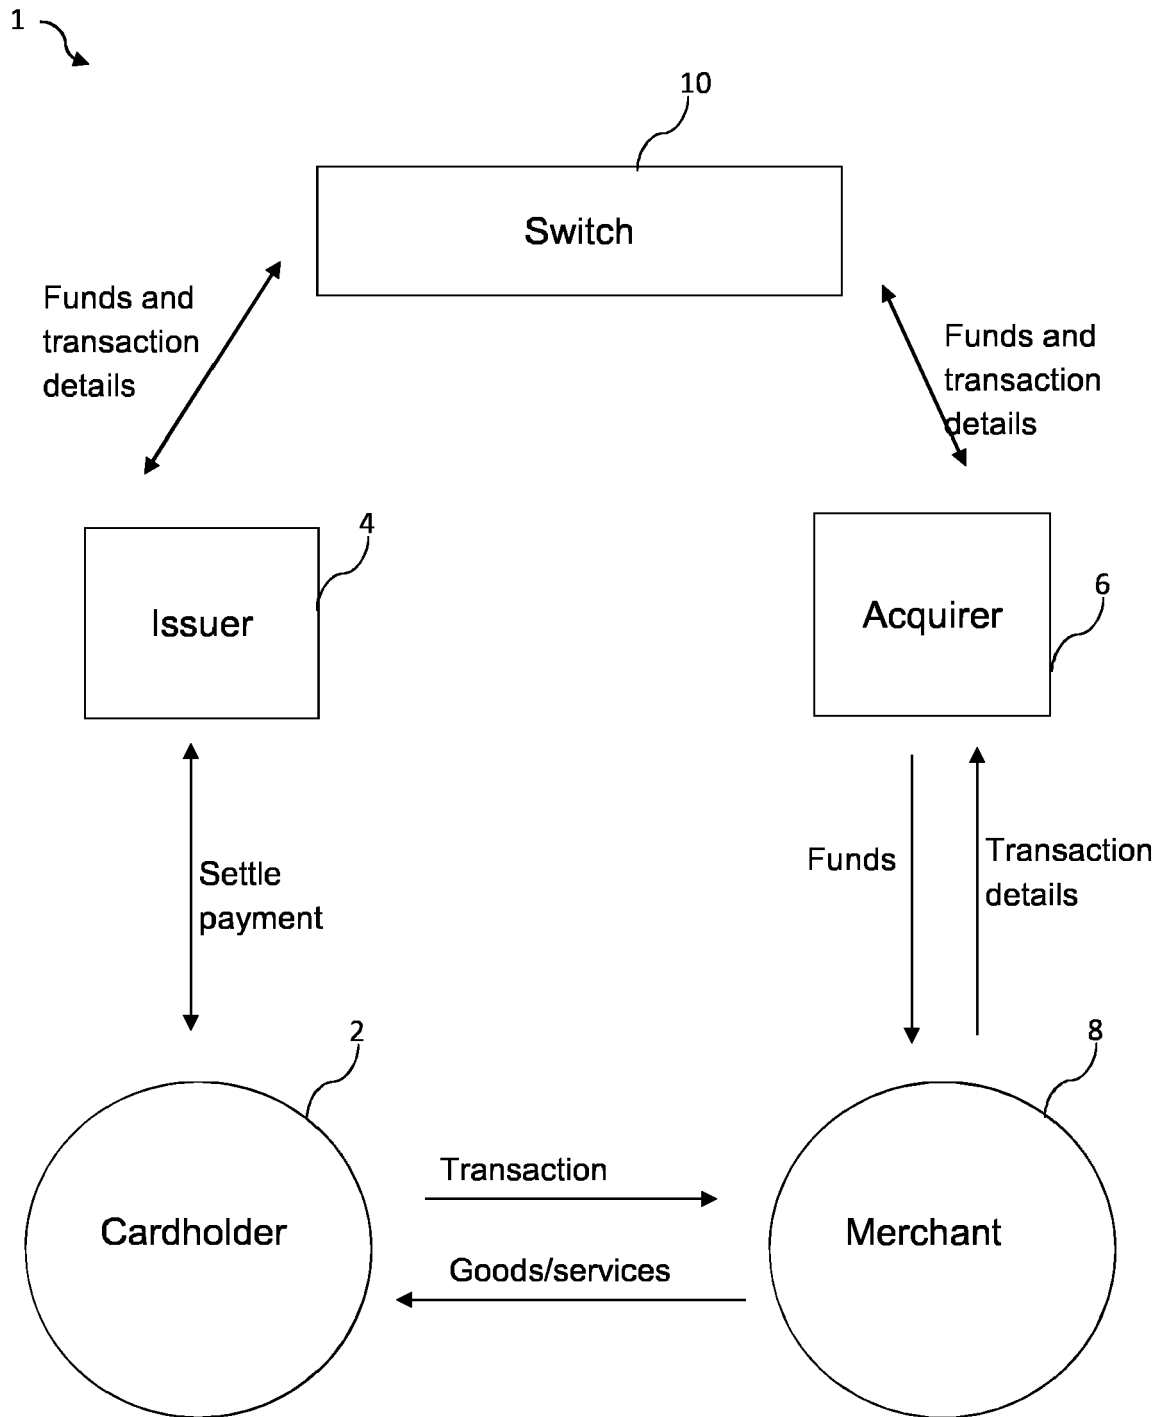 1
10
Switch
Funds and
transaction
details
Funds and
transaction
details
4
Issuer
6
Acquirer
Settle
payment
Funds
Transaction
details
2
8
Cardholder
Transaction
Goods/services
Merchant